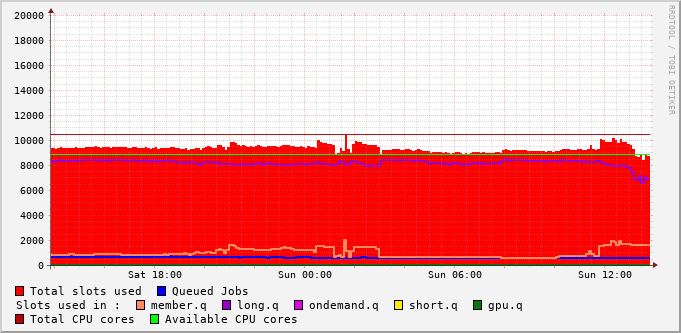 20000
18000
16000
14000
12000
10000
8000
6000
4000
2000
0
Sat 18:00 Sun 00:00 Sun 06:00 Sun 12:00
RRDTOOL / TOBI OETIKER
Total slots used Queued Jobs
Slots used in : member.q long.q ondemand.q short.q gpu.q
Total CPU cores Available CPU cores